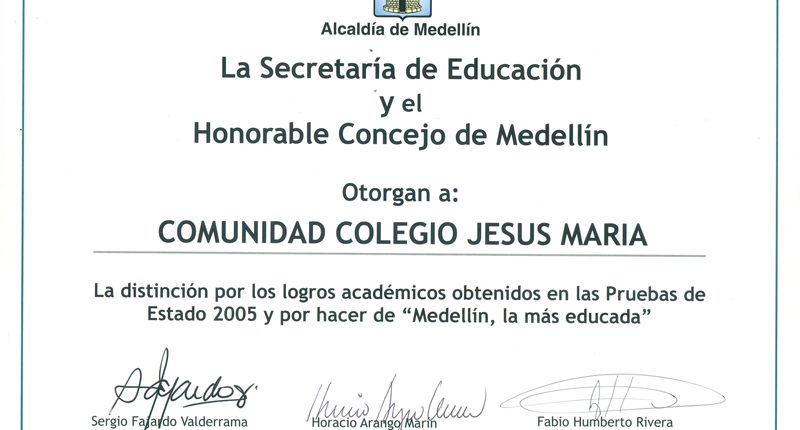 Alcaldía de Medellín
La Secretaría de Educación
y el
Honorable Concejo de Medellín
Otorgan a:
COMUNIDAD COLEGIO JESUS MARIA
La distinción por los logros académicos obtenidos en las Pruebas de
Estado 2005 y por hacer de “Medellín, la más educada”
Sergio Fajardo Valderrama Horacio Arango Marin Fabio Humberto Rivera